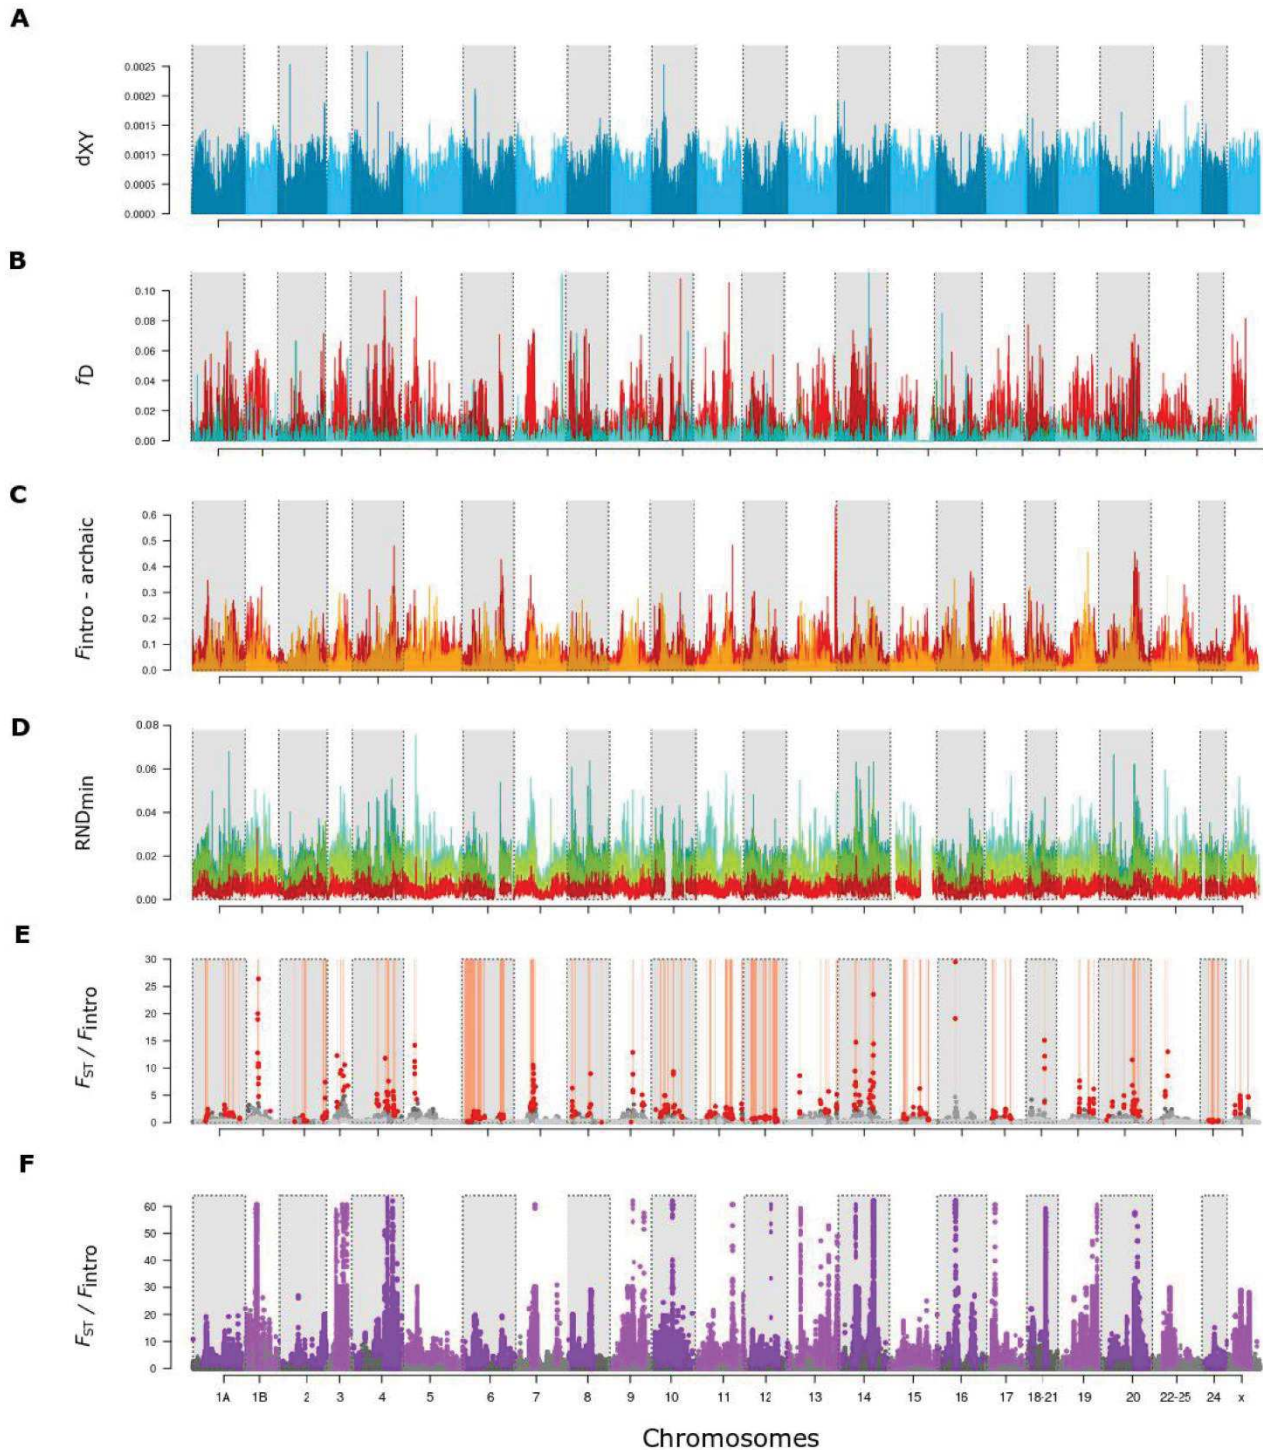 A
dXY
0.0025
0.0020
0.0015
0.0010
0.0005
0.0000
B
fD
0.10
0.08
0.06
0.04
0.02
0.00
C
Fintro - archaic
0.6
0.5
0.4
0.3
0.2
0.1
0.0
D
RNDmin
0.08
0.06
0.04
0.02
0.00
E
FST / Fintro
30
25
20
15
10
5
0
F
FST / Fintro
60
50
40
30
20
10
0
1A 1B 2 3 4 5 6 7 8 9 10 11 12 13 14 15 16 17 18-21 19 20 22-25 24 x
Chromosomes